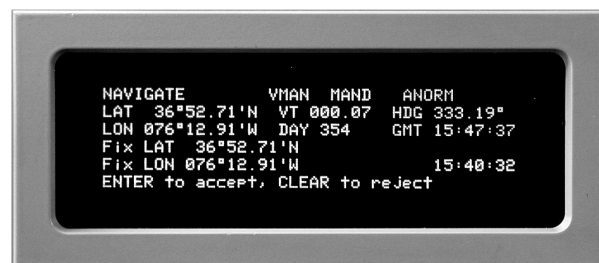 NAVIGATE VMAN MAND ANORM
LAT 36°52.71'N VT 000.07 HDG 333.19°
LON 076°12.91'W DAY 354 GMT 15:47:37
Fix LAT 36°52.71'N
Fix LON 076°12.91'W 15:40:32
ENTER to accept, CLEAR to reject